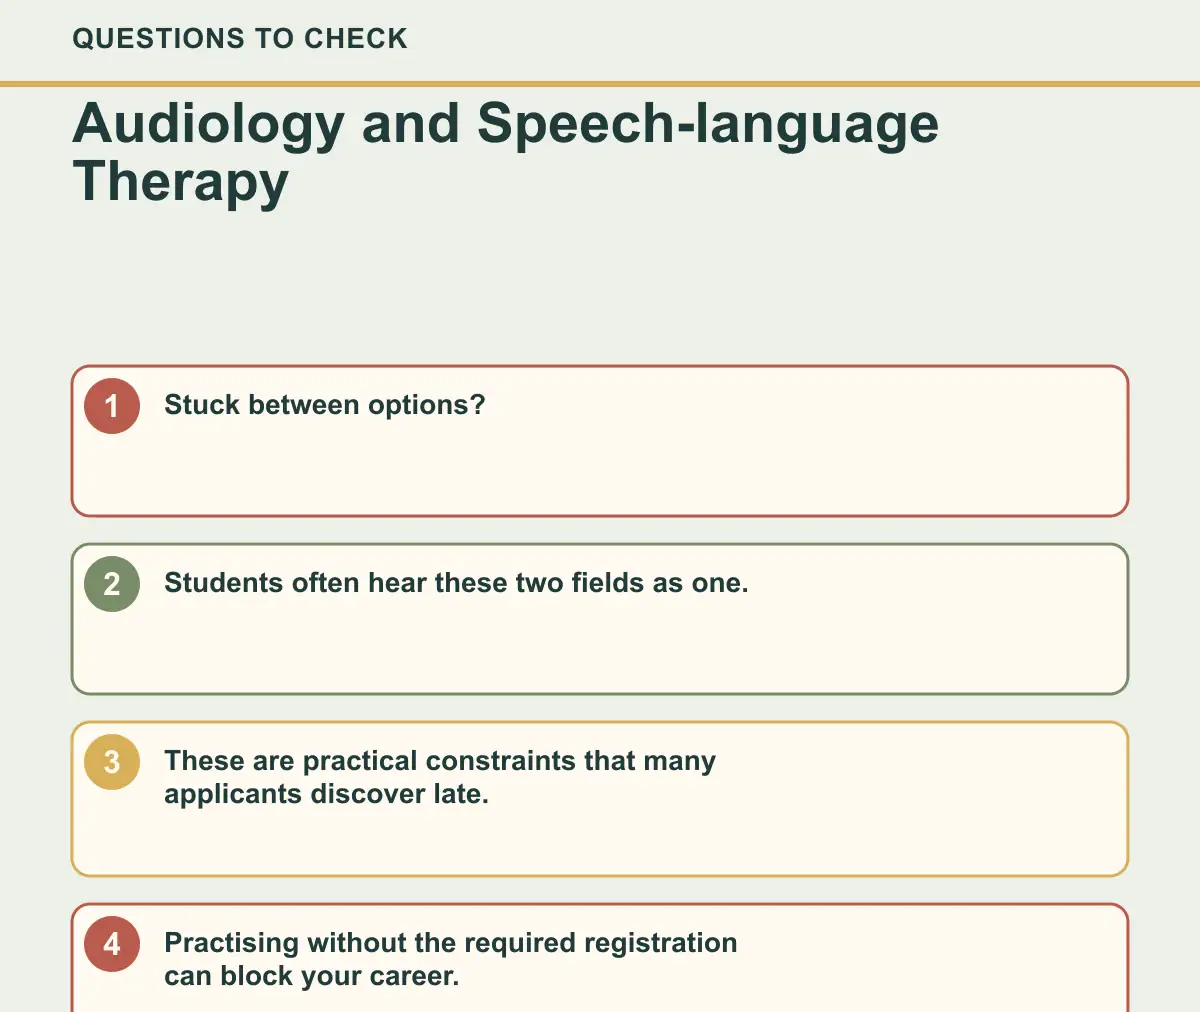 QUESTIONS TO CHECK
Audiology and Speech-language
Therapy
1
Stuck between options?
2
Students often hear these two fields as one.
3
These are practical constraints that many
applicants discover late.
4
Practising without the required registration
can block your career.